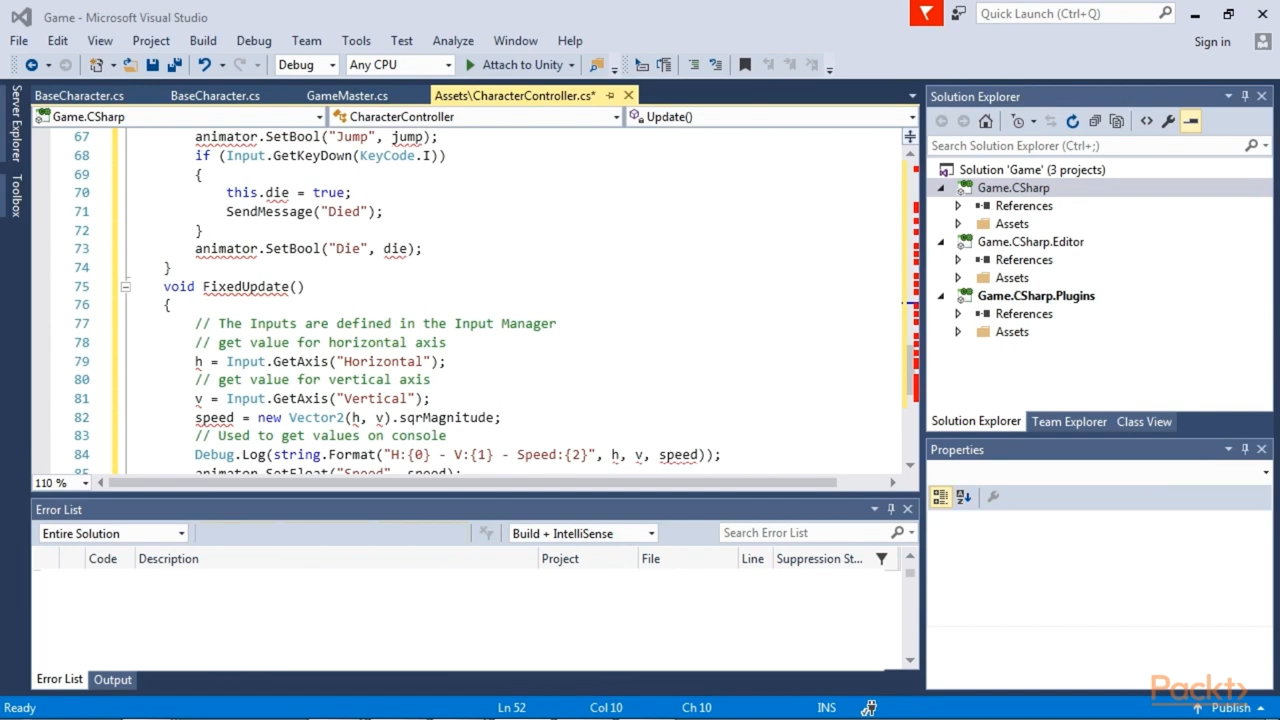 Game - Microsoft Visual Studio
Quick Launch (Ctrl+Q)
File Edit View Project Build Debug Team Tools Test Analyze Window Help
Sign in
Debug Any CPU Attach to Unity
Server Explorer
Toolbox
BaseCharacter.cs BaseCharacter.cs GameMaster.cs Assets\CharacterController.cs*
Game.CSharp CharacterController Update()
67 animator.SetBool("Jump", jump);
68 if (Input.GetKeyDown(KeyCode.I))
69 {
70 this.die = true;
71 SendMessage("Died");
72 }
73 animator.SetBool("Die", die);
74 }
75 void FixedUpdate()
76 {
77 // The Inputs are defined in the Input Manager
78 // get value for horizontal axis
79 h = Input.GetAxis("Horizontal");
80 // get value for vertical axis
81 v = Input.GetAxis("Vertical");
82 speed = new Vector2(h, v).sqrMagnitude;
83 // Used to get values on console
84 Debug.Log(string.Format("H:{0} - V:{1} - Speed:{2}", h, v, speed));
85 animator.SetFloat("Speed", speed);
110 %
Solution Explorer
Search Solution Explorer (Ctrl+;)
Solution 'Game' (3 projects)
Game.CSharp
References
Assets
Game.CSharp.Editor
References
Assets
Game.CSharp.Plugins
References
Assets
Solution Explorer Team Explorer Class View
Properties
Error List
Entire Solution Build + IntelliSense Search Error List
Code Description Project File Line Suppression St...
Error List Output
Packt
Ready Ln 52 Col 10 Ch 10 INS Publish